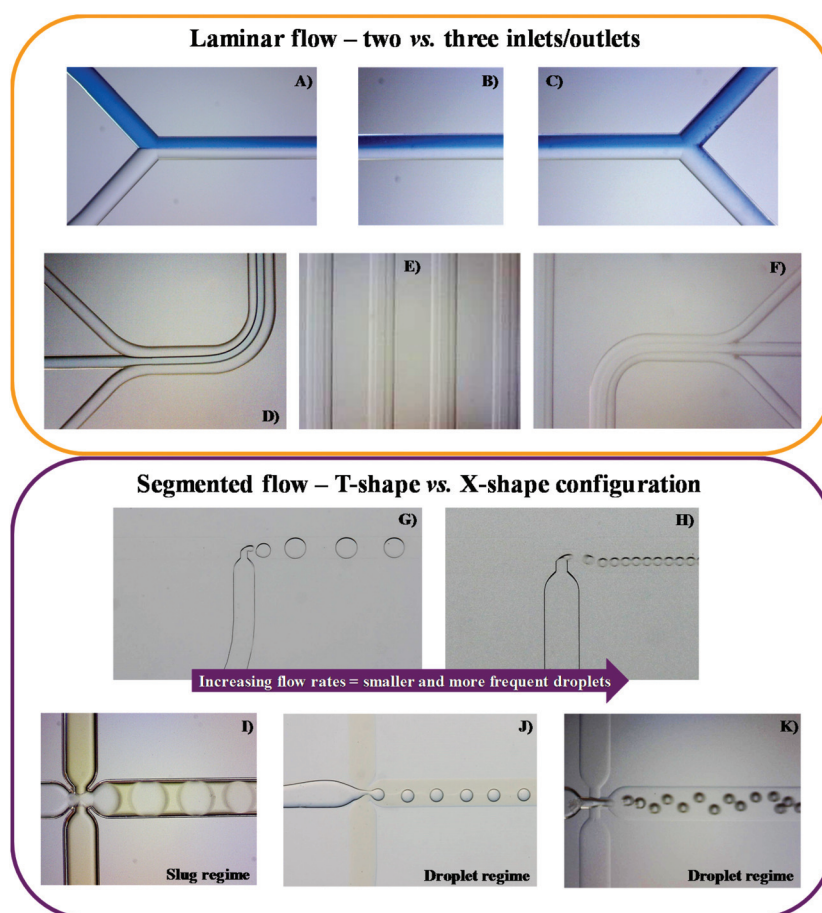 Laminar flow – two vs. three inlets/outlets
A)
B)
C)
D)
E)
F)
Segmented flow – T-shape vs. X-shape configuration
G)
H)
Increasing flow rates = smaller and more frequent droplets
I)
J)
K)
Slug regime
Droplet regime
Droplet regime